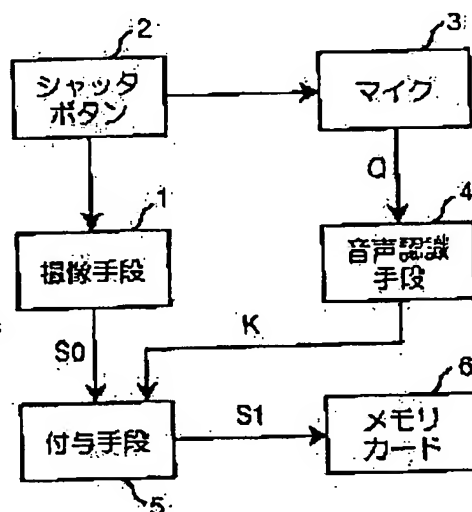 2
シャッタ
ボタン
3
マイク
1
撮像手段
a
4
音声認識
手段
S0
K
付与手段
5
S1
6
メモリ
カード